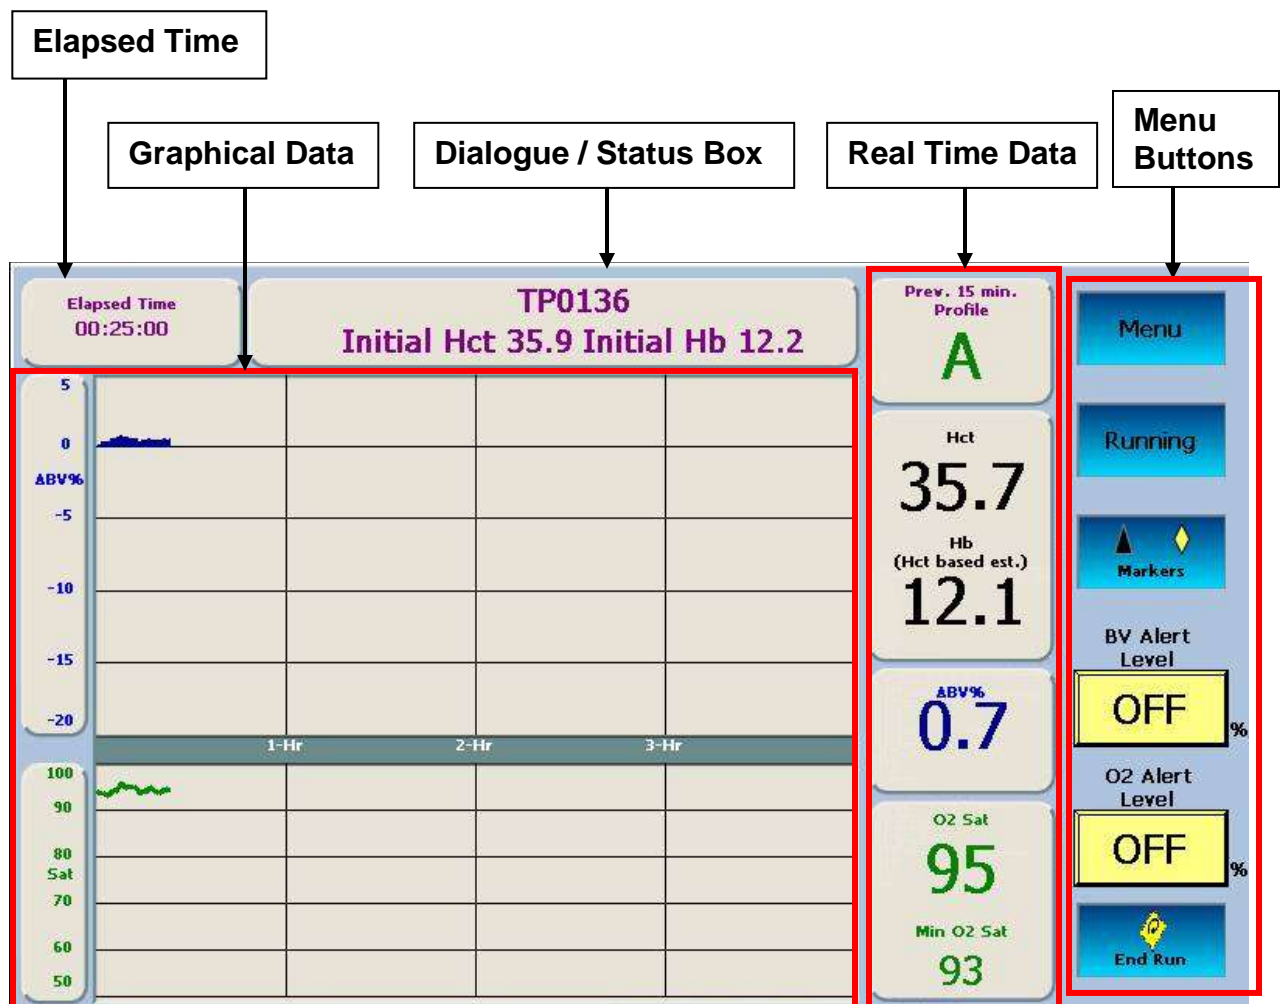 Elapsed Time
Graphical Data
Dialogue / Status Box
Real Time Data
Menu
Buttons
Elapsed Time
00:25:00
TP0136
Initial Hct 35.9 Initial Hb 12.2
Prev. 15 min.
Profile
A
Menu
5
0
ΔBV%
-5
-10
-15
-20
1-Hr 2-Hr 3-Hr
100
90
80
Sat
70
60
50
Hct
35.7
Hb
(Hct based est.)
12.1
ΔBV%
0.7
O2 Sat
95
Min O2 Sat
93
Running
Markers
BV Alert
Level
OFF %
O2 Alert
Level
OFF %
End Run